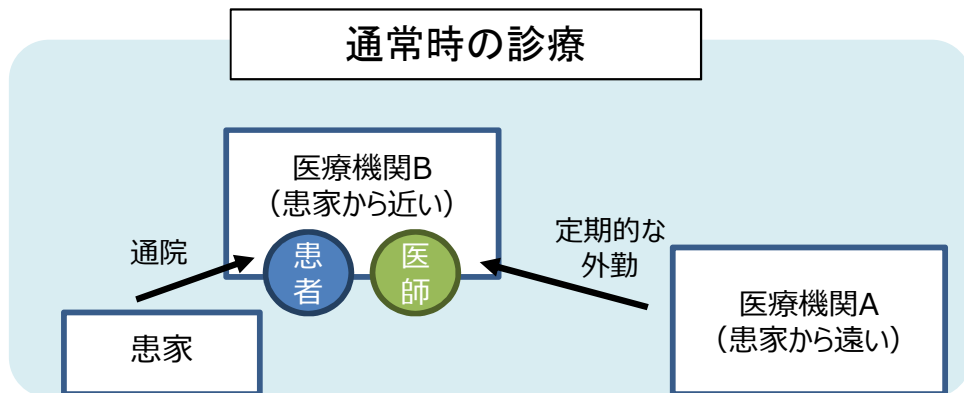 通常時の診療
医療機関B
（患家から近い）
通院
患者
医師
定期的な
外勤
患家
医療機関A
（患家から遠い）